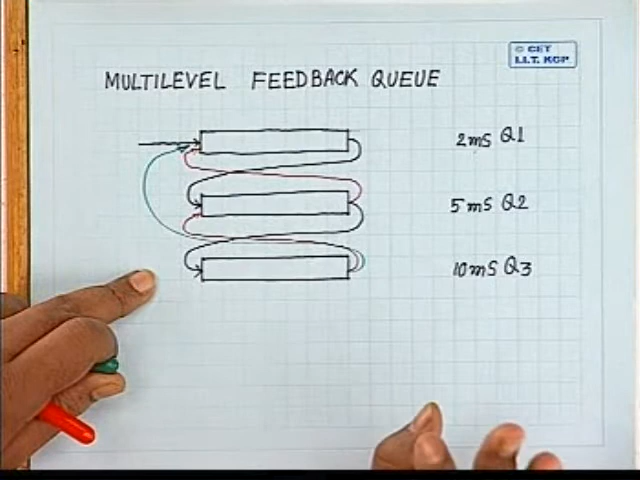 © CET
I.I.T. KGP
MULTILEVEL FEEDBACK QUEUE
2mS Q1
5mS Q2
10mS Q3